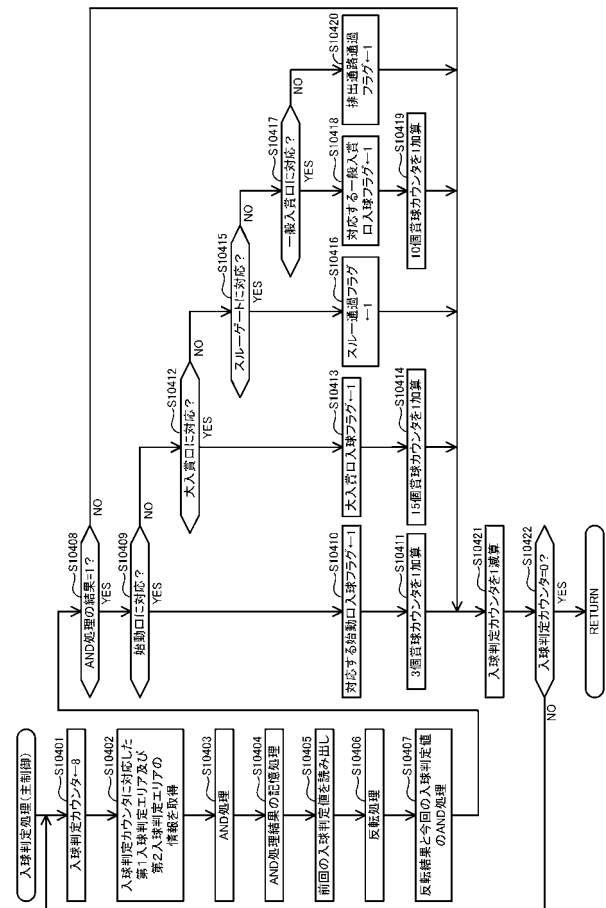 入球判定処理(主制御)
S10401
入球判定カウンタ←8
S10402
入球判定カウンタに対応した
第1入球判定エリア及び
第2入球判定エリアの
情報を取得
S10403
AND処理
S10404
AND処理結果の記憶処理
S10405
前回の入球判定値を読み出し
S10406
反転処理
S10407
反転結果と今回の入球判定値
のAND処理
S10408
AND処理の結果=1?
NO
YES
S10409
始動口に対応?
NO
YES
S10410
対応する始動口入球フラグ←1
S10411
3個賞球カウンタを1加算
S10412
大入賞口に対応?
NO
YES
S10413
大入賞口入球フラグ←1
S10414
15個賞球カウンタを1加算
S10415
スルーゲートに対応?
NO
YES
S10416
スルー通過フラグ
←1
S10417
一般入賞口に対応?
NO
YES
S10418
対応する一般入賞
口入球フラグ←1
S10419
10個賞球カウンタを1加算
S10420
排出通路通過
フラグ←1
S10421
入球判定カウンタを1減算
S10422
入球判定カウンタ=0?
NO
YES
RETURN